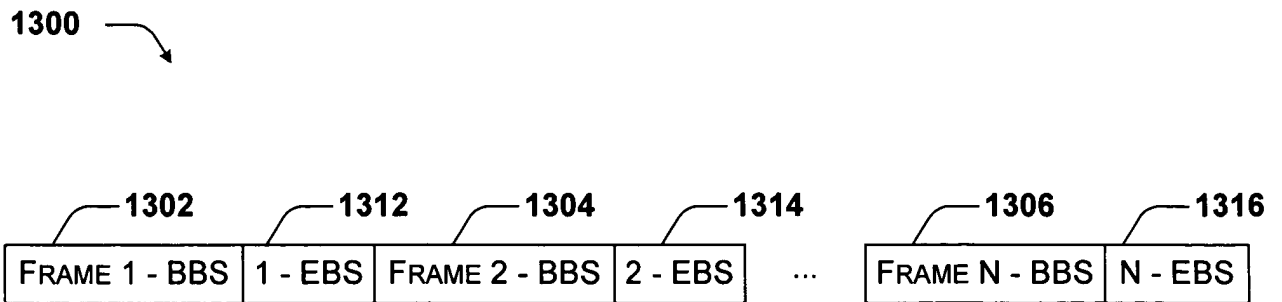 1300
1302 1312 1304 1314 1306 1316
FRAME 1 - BBS 1 - EBS FRAME 2 - BBS 2 - EBS ... FRAME N - BBS N - EBS